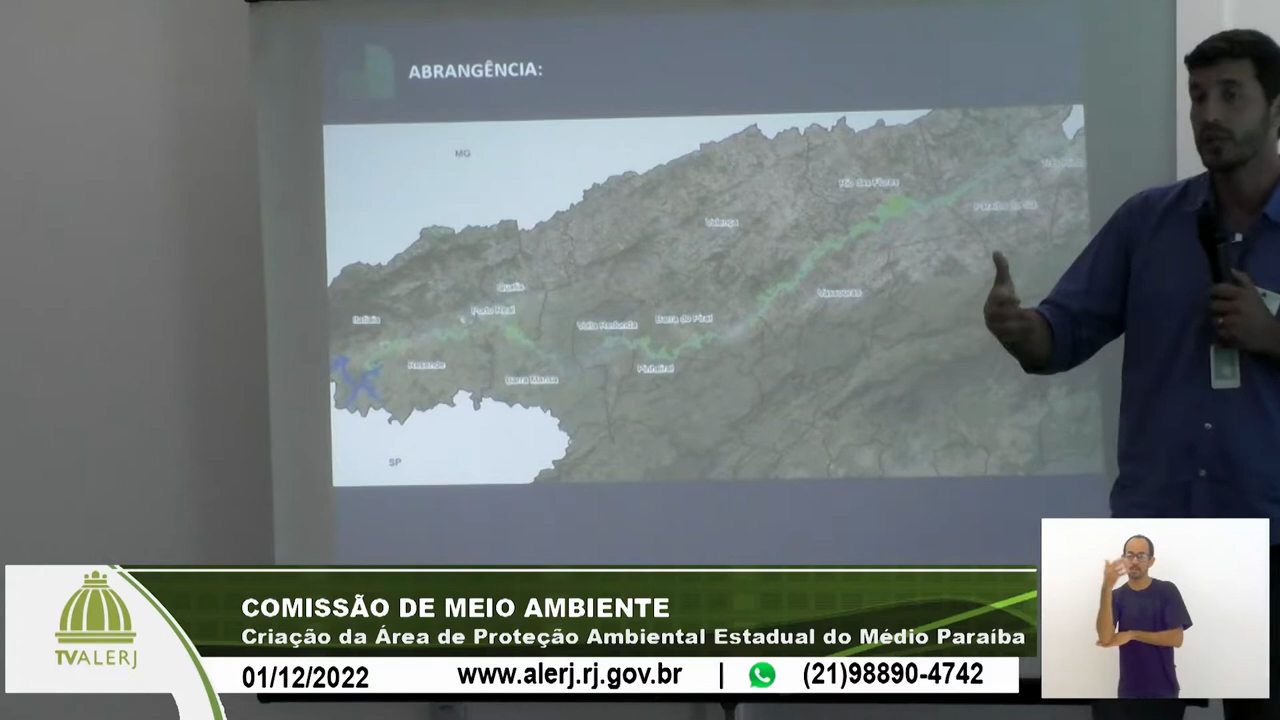 ABRANGÊNCIA:
MG
Rio das Flores
Paraíba do Sul
Valença
Quatis
Vassouras
Porto Real
Itatiaia
Volta Redonda
Barra do Piraí
Resende
Pinheiral
Barra Mansa
SP
COMISSÃO DE MEIO AMBIENTE
Criação da Área de Proteção Ambiental Estadual do Médio Paraíba
TVALERJ
01/12/2022 www.alerj.rj.gov.br | (21)98890-4742